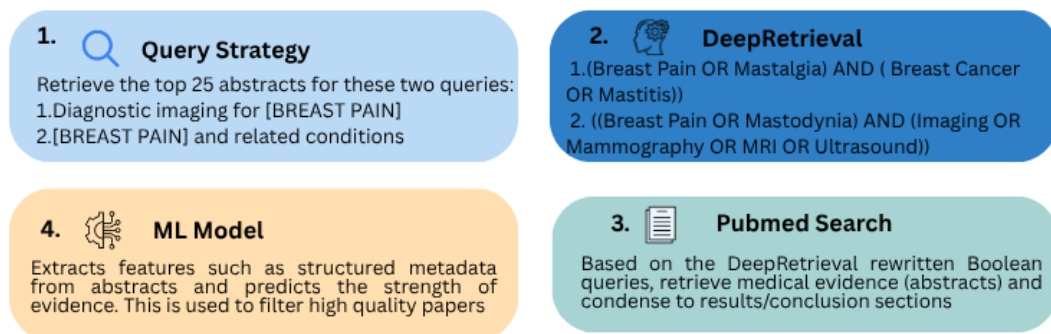 1. Query Strategy
Retrieve the top 25 abstracts for these two queries:
1.Diagnostic imaging for [BREAST PAIN]
2.[BREAST PAIN] and related conditions
2. DeepRetrieval
1.(Breast Pain OR Mastalgia) AND ( Breast Cancer
OR Mastitis))
2. ((Breast Pain OR Mastodynia) AND (Imaging OR
Mammography OR MRI OR Ultrasound))
3. Pubmed Search
Based on the DeepRetrieval rewritten Boolean
queries, retrieve medical evidence (abstracts) and
condense to results/conclusion sections
4. ML Model
Extracts features such as structured metadata
from abstracts and predicts the strength of
evidence. This is used to filter high quality papers